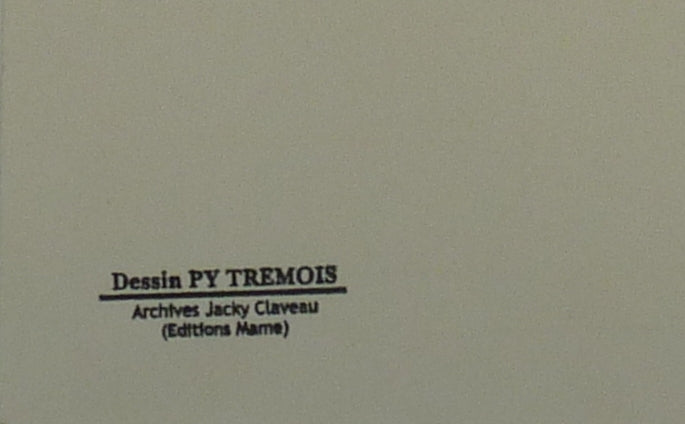 Dessin PY TREMOIS
Archives Jacky Claveau
(Editions Mame)